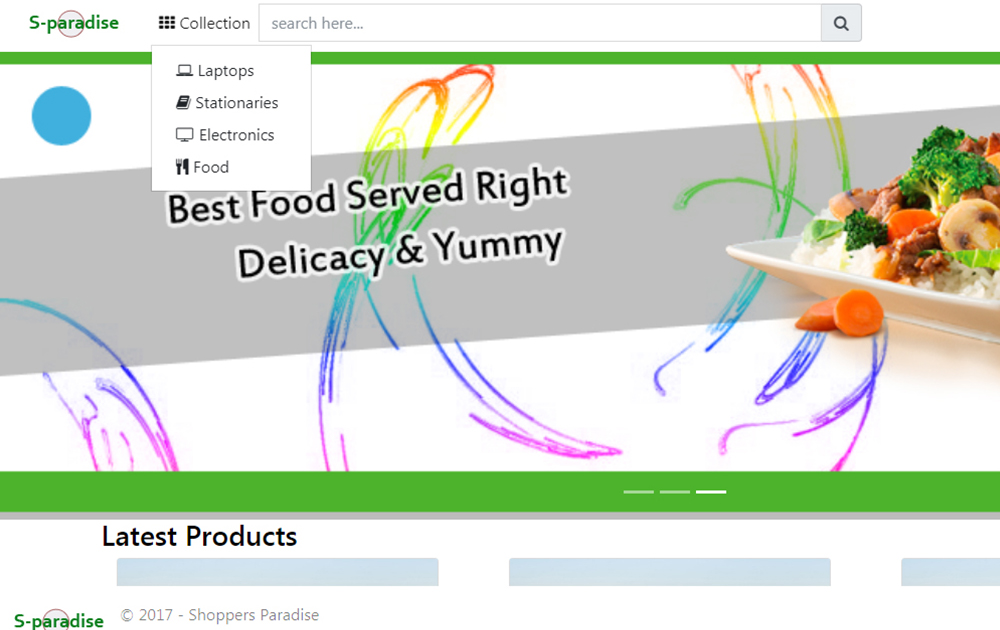 S-paradise
Collection
search here...
Laptops
Stationaries
Electronics
Food
Best Food Served Right
Delicacy & Yummy
Latest Products
S-paradise
© 2017 - Shoppers Paradise